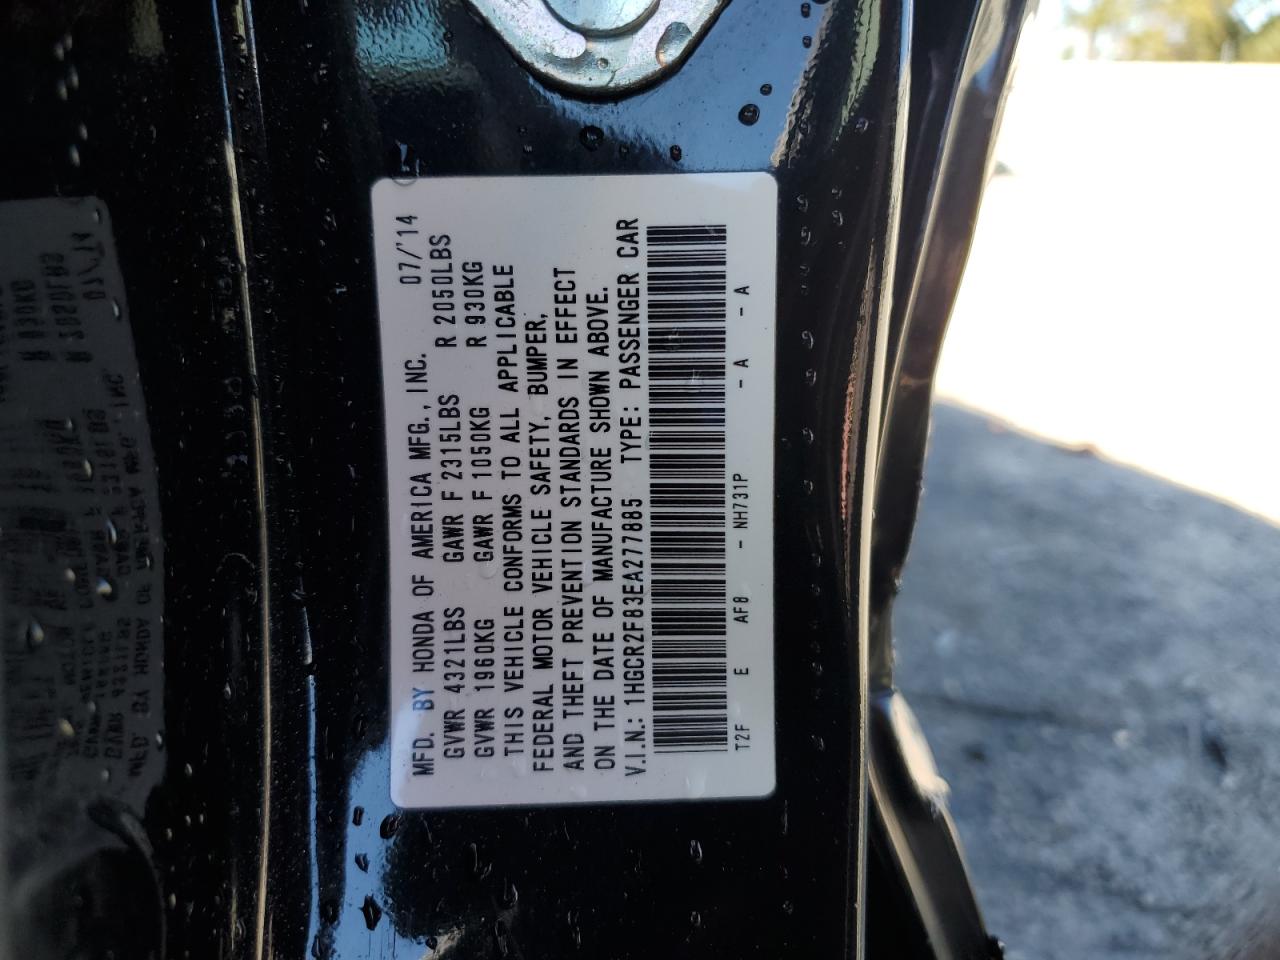 MFD. BY HONDA OF AMERICA MFG., INC. 07/'14
GVWR 4321LBS GAWR F 2315LBS R 2050LBS
GVWR 1960KG GAWR F 1050KG R 930KG
THIS VEHICLE CONFORMS TO ALL APPLICABLE
FEDERAL MOTOR VEHICLE SAFETY, BUMPER,
AND THEFT PREVENTION STANDARDS IN EFFECT
ON THE DATE OF MANUFACTURE SHOWN ABOVE.
V.I.N.: 1HGCR2F83EA277885 TYPE: PASSENGER CAR
T2F E AF8 - NH731P - A - A